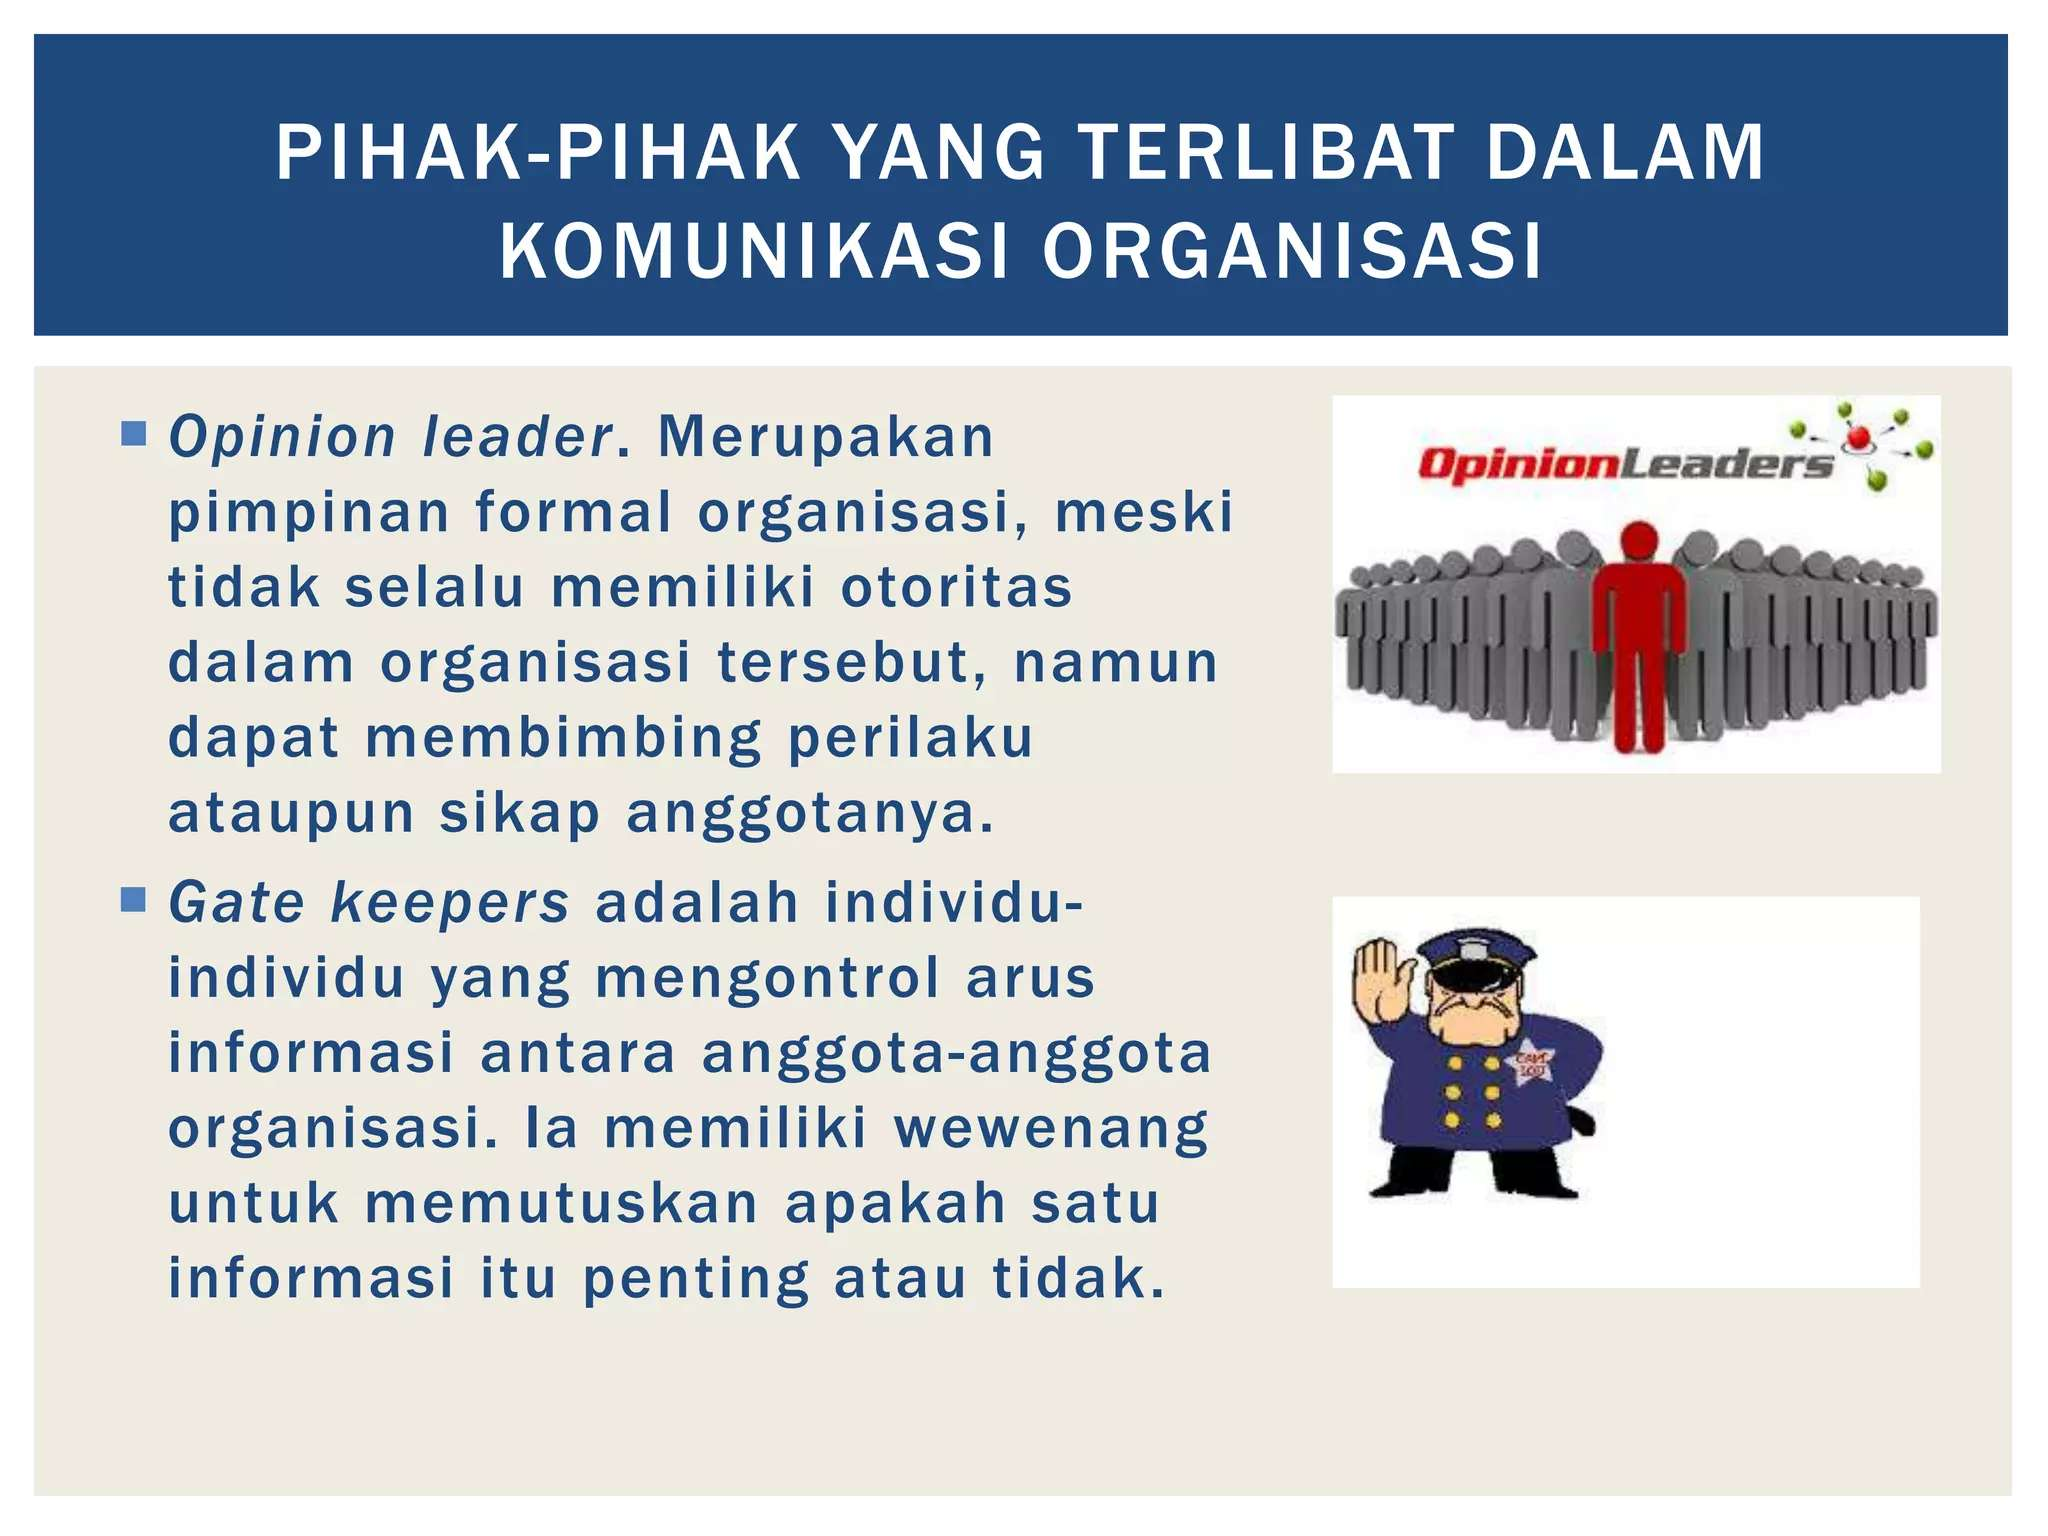 PIHAK-PIHAK YANG TERLIBAT DALAM
KOMUNIKASI ORGANISASI
Opinion leader. Merupakan
pimpinan formal organisasi, meski
tidak selalu memiliki otoritas
dalam organisasi tersebut, namun
dapat membimbing perilaku
ataupun sikap anggotanya.
Gate keepers adalah individu-
individu yang mengontrol arus
informasi antara anggota-anggota
organisasi. Ia memiliki wewenang
untuk memutuskan apakah satu
informasi itu penting atau tidak.
OpinionLeaders